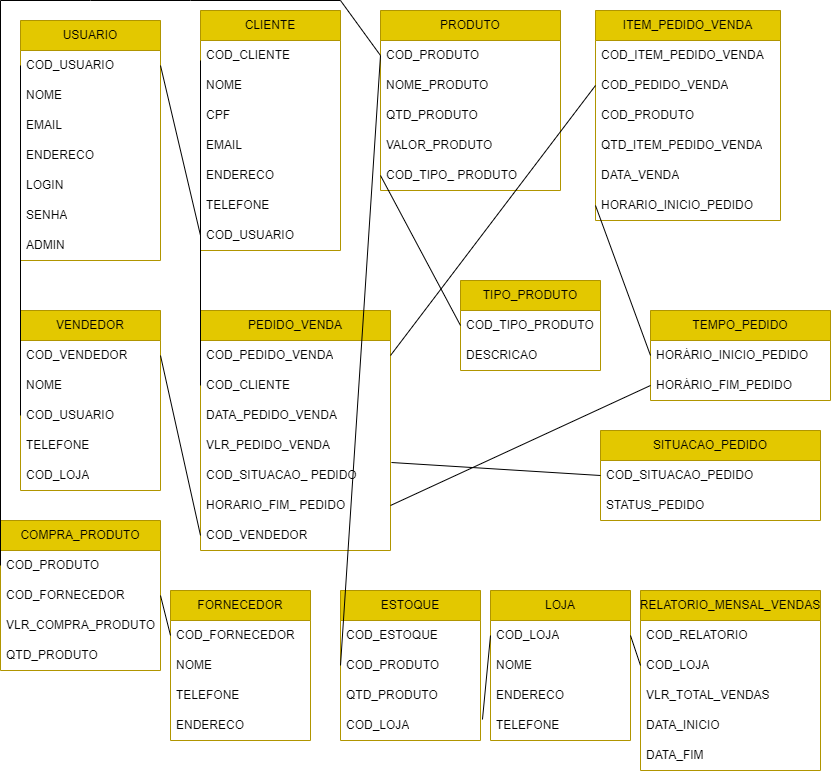 USUARIO
COD_USUARIO
NOME
EMAIL
ENDERECO
LOGIN
SENHA
ADMIN
CLIENTE
COD_CLIENTE
NOME
CPF
EMAIL
ENDERECO
TELEFONE
COD_USUARIO
PRODUTO
COD_PRODUTO
NOME_PRODUTO
QTD_PRODUTO
VALOR_PRODUTO
COD_TIPO_ PRODUTO
ITEM_PEDIDO_VENDA
COD_ITEM_PEDIDO_VENDA
COD_PEDIDO_VENDA
COD_PRODUTO
QTD_ITEM_PEDIDO_VENDA
DATA_VENDA
HORARIO_INICIO_PEDIDO
VENDEDOR
COD_VENDEDOR
NOME
COD_USUARIO
TELEFONE
COD_LOJA
PEDIDO_VENDA
COD_PEDIDO_VENDA
COD_CLIENTE
DATA_PEDIDO_VENDA
VLR_PEDIDO_VENDA
COD_SITUACAO_ PEDIDO
HORARIO_FIM_ PEDIDO
COD_VENDEDOR
TIPO_PRODUTO
COD_TIPO_PRODUTO
DESCRICAO
TEMPO_PEDIDO
HORÀRIO_INICIO_PEDIDO
HORÀRIO_FIM_PEDIDO
SITUACAO_PEDIDO
COD_SITUACAO_PEDIDO
STATUS_PEDIDO
COMPRA_PRODUTO
COD_PRODUTO
COD_FORNECEDOR
VLR_COMPRA_PRODUTO
QTD_PRODUTO
FORNECEDOR
COD_FORNECEDOR
NOME
TELEFONE
ENDERECO
ESTOQUE
COD_ESTOQUE
COD_PRODUTO
QTD_PRODUTO
COD_LOJA
LOJA
COD_LOJA
NOME
ENDERECO
TELEFONE
RELATORIO_MENSAL_VENDAS
COD_RELATORIO
COD_LOJA
VLR_TOTAL_VENDAS
DATA_INICIO
DATA_FIM